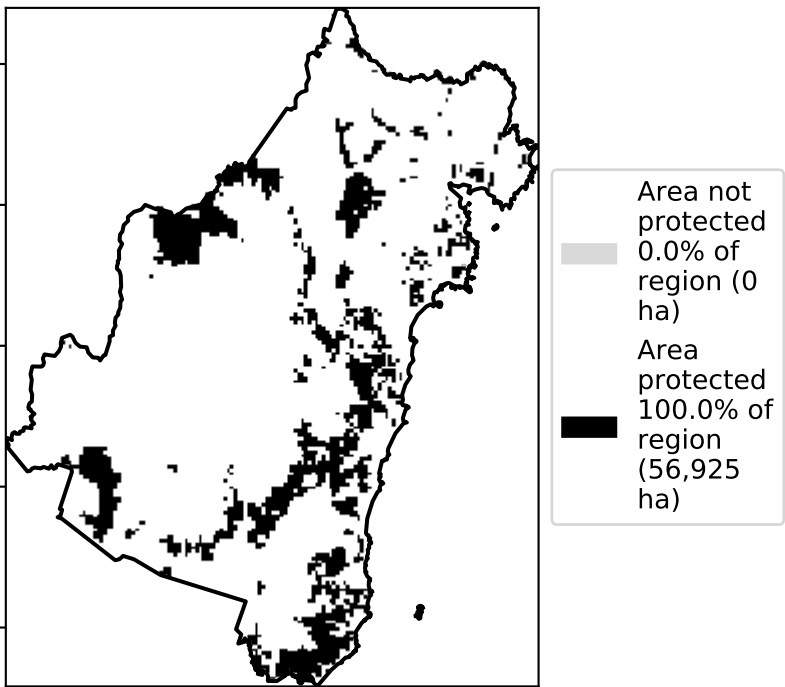 Area not
protected
0.0% of
region (0
ha)
Area
protected
100.0% of
region
(56,925
ha)